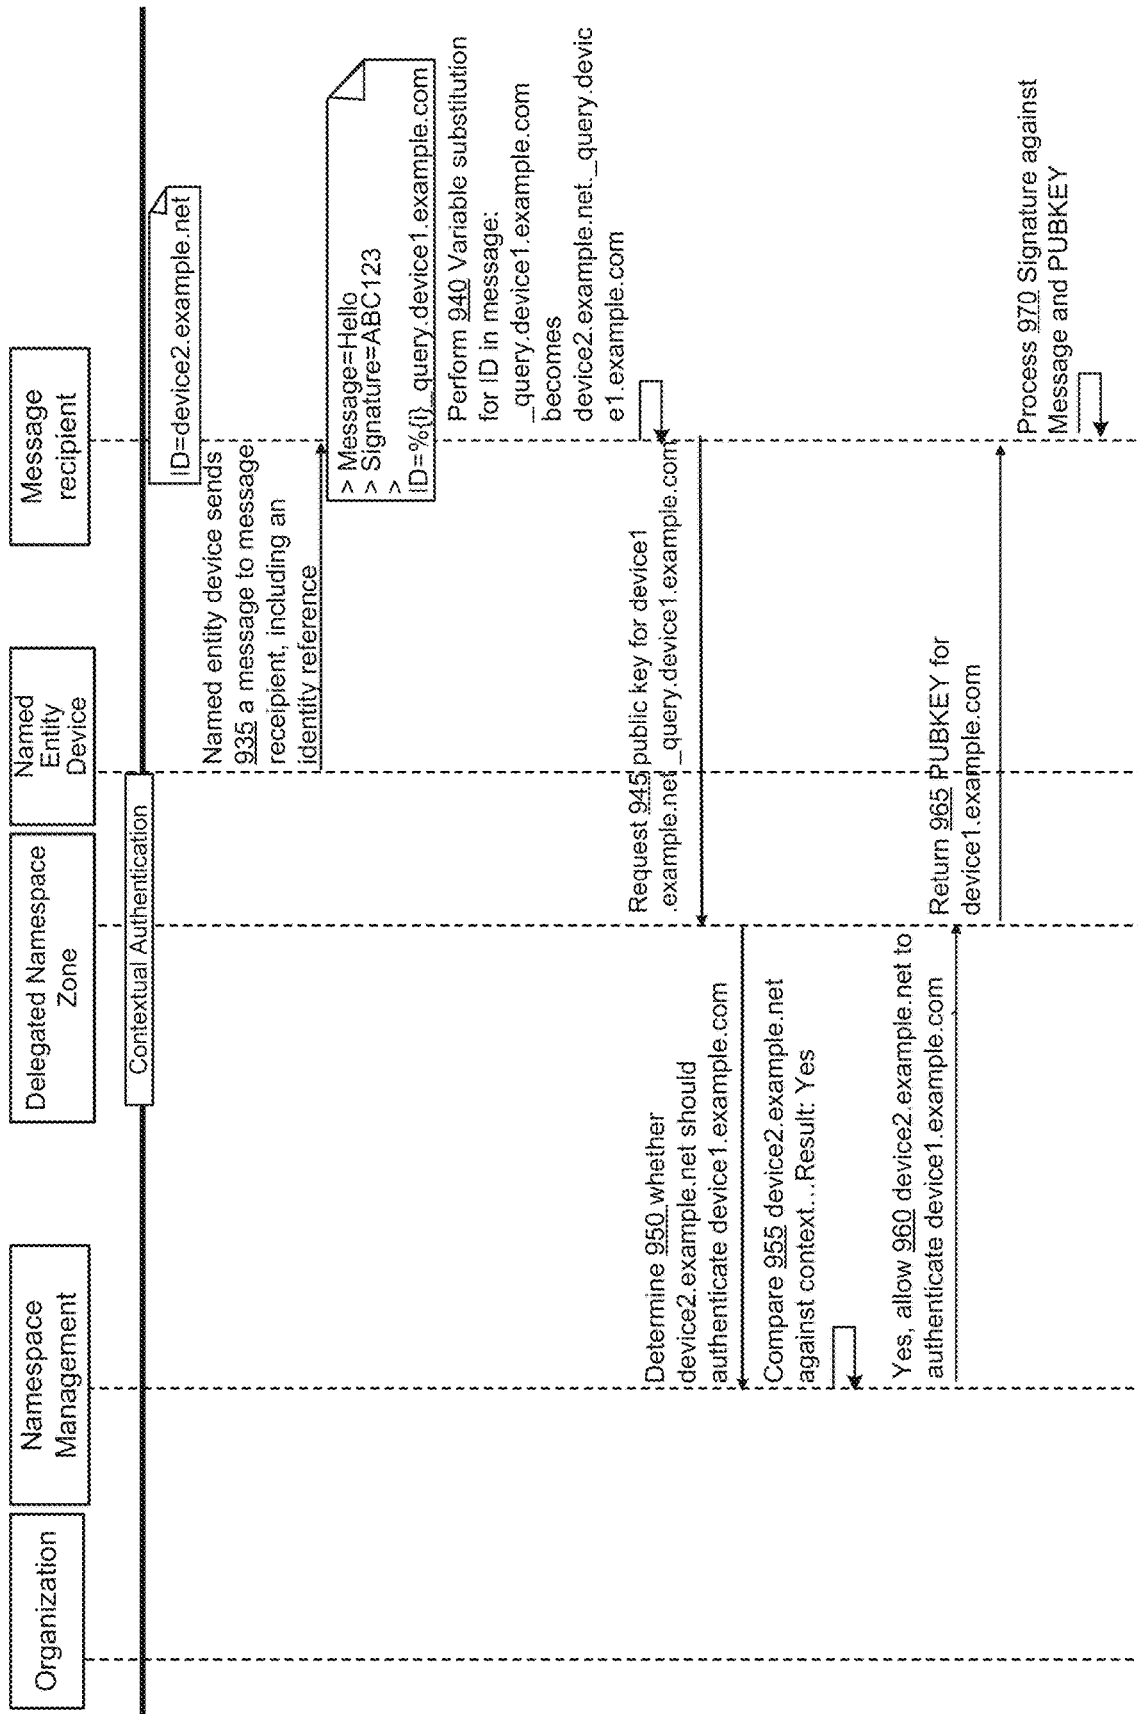 Organization
Namespace
Management
Delegated Namespace
Zone
Named
Entity
Device
Message
recipient
Contextual Authentication
ID=device2.example.net
Named entity device sends
935 a message to message
receipient, including an
identity reference
> Message=Hello
> Signature=ABC123
>
ID=%{I}_query.device1.example.com
Perform 940 Variable substitution
for ID in message:
_query.device1.example.com
becomes
device2.example.net._query.devic
e1.example.com
Request 945 public key for device1
.example.net._query.device1.example.com
Determine 950 whether
device2.example.net should
authenticate device1.example.com
Compare 955 device2.example.net
against context...Result: Yes
Yes, allow 960 device2.example.net to
authenticate device1.example.com
Return 965 PUBKEY for
device1.example.com
Process 970 Signature against
Message and PUBKEY